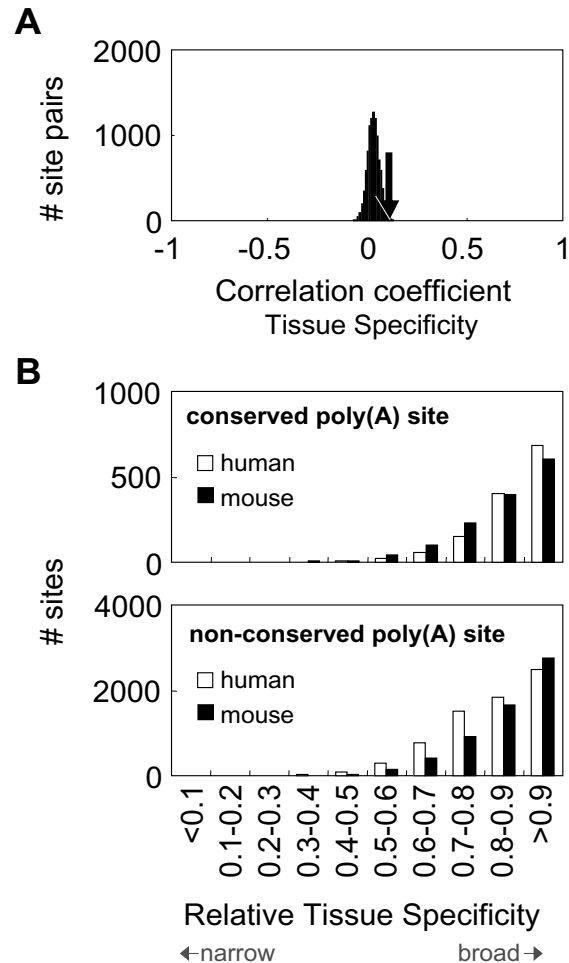 A
2000
1000
0
# site pairs
-1 -0.5 0 0.5 1
Correlation coefficient
Tissue Specificity
B
1000
500
0
conserved poly(A) site
human
mouse
# sites
4000
2000
0
non-conserved poly(A) site
human
mouse
<0.1 0.1-0.2 0.2-0.3 0.3-0.4 0.4-0.5 0.5-0.6 0.6-0.7 0.7-0.8 0.8-0.9 >0.9
Relative Tissue Specificity
←narrow broad→